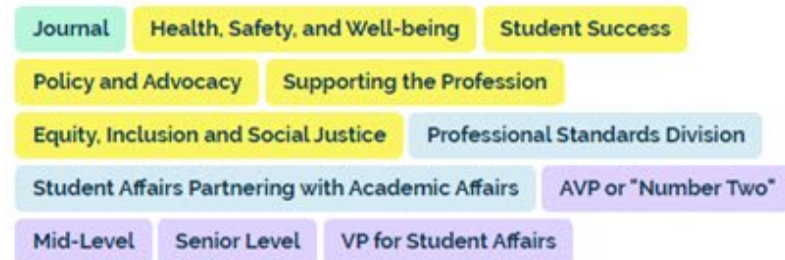 Journal Health, Safety, and Well-being Student Success
Policy and Advocacy Supporting the Profession
Equity, Inclusion and Social Justice Professional Standards Division
Student Affairs Partnering with Academic Affairs AVP or "Number Two"
Mid-Level Senior Level VP for Student Affairs